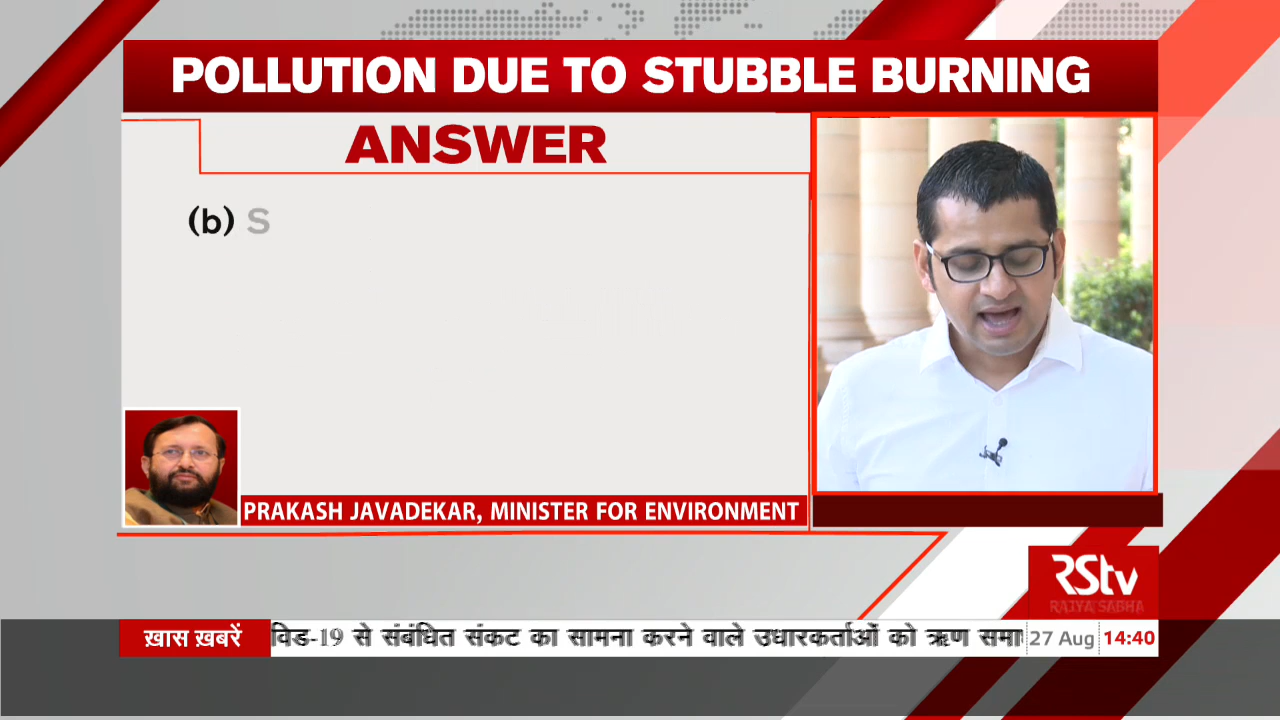 POLLUTION DUE TO STUBBLE BURNING
ANSWER
(b) S
PRAKASH JAVADEKAR, MINISTER FOR ENVIRONMENT
RSTV
RAJYA SABHA
ख़ास ख़बरें
विड-19 से संबंधित संकट का सामना करने वाले उधारकर्ताओं को ऋण समा
27 Aug 14:40